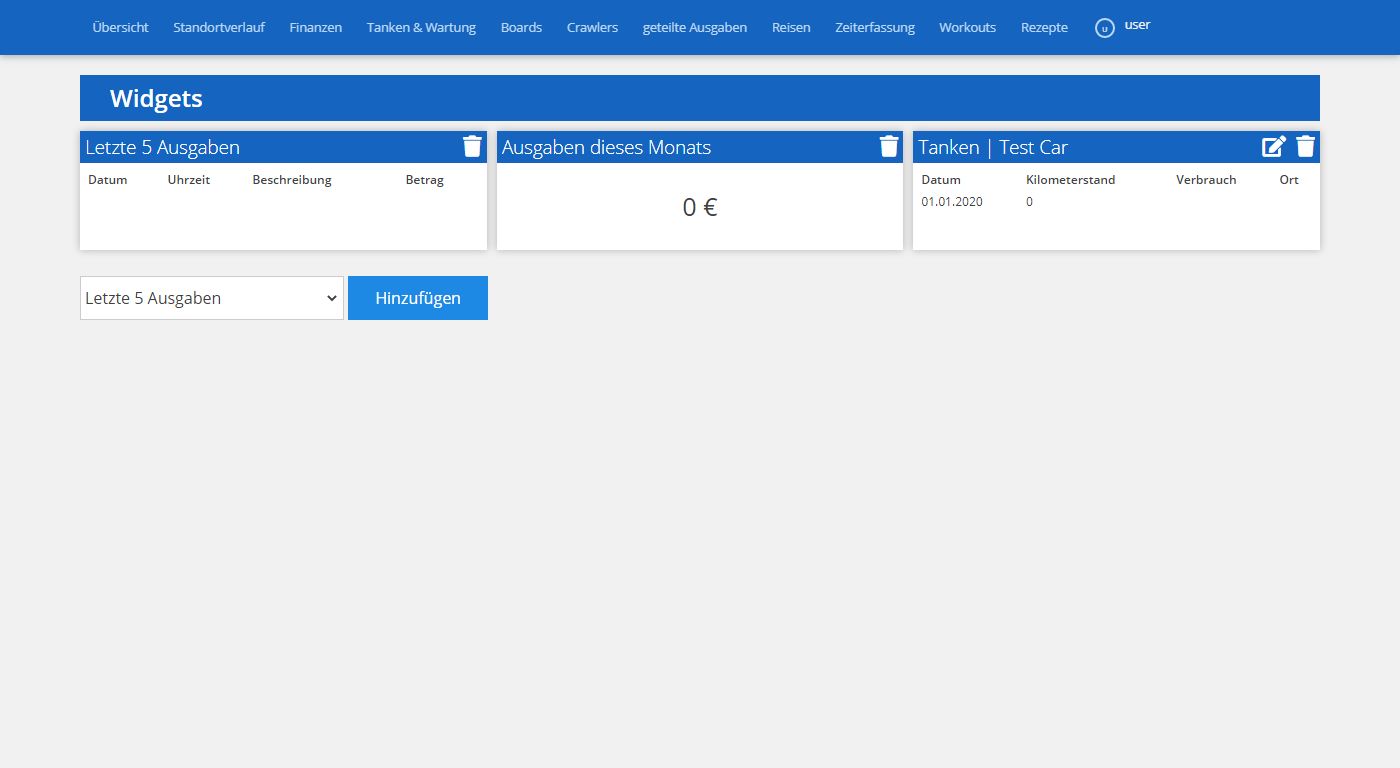 Übersicht Standortverlauf Finanzen Tanken & Wartung Boards Crawlers geteilte Ausgaben Reisen Zeiterfassung Workouts Rezepte u user
Widgets
Letzte 5 Ausgaben
Datum Uhrzeit Beschreibung Betrag
Ausgaben dieses Monats
0 €
Tanken | Test Car
Datum Kilometerstand Verbrauch Ort
01.01.2020 0
Letzte 5 Ausgaben Hinzufügen